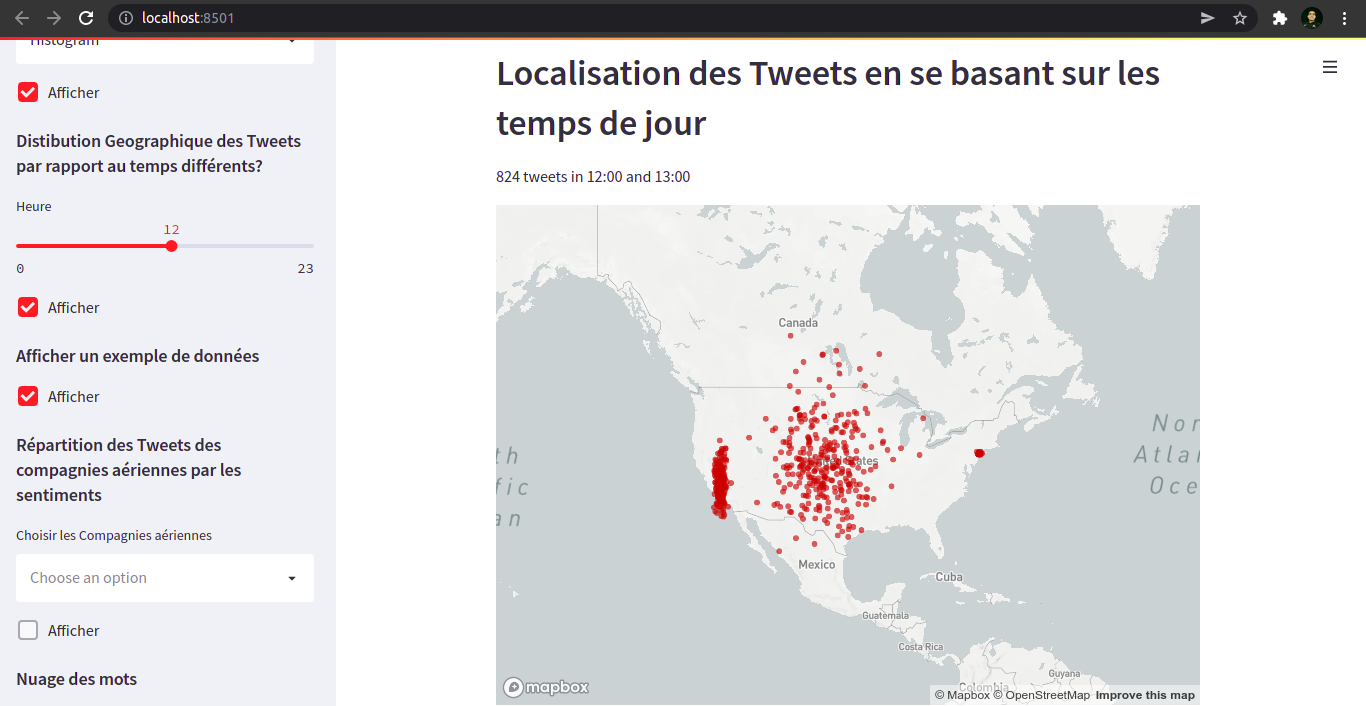 localhost:8501
Histogram
Afficher
Distibution Geographique des Tweets
par rapport au temps différents?
Heure
12
0 23
Afficher
Afficher un exemple de données
Afficher
Répartition des Tweets des
compagnies aériennes par les
sentiments
Choisir les Compagnies aériennes
Choose an option
Afficher
Nuage des mots
Localisation des Tweets en se basant sur les
temps de jour
824 tweets in 12:00 and 13:00
Canada
United States
Nor
Atlan
Oce
th
fic
an
Mexico
Cuba
Guatemala
Costa Rica
Guyana
Colombia
mapbox
© Mapbox © OpenStreetMap Improve this map